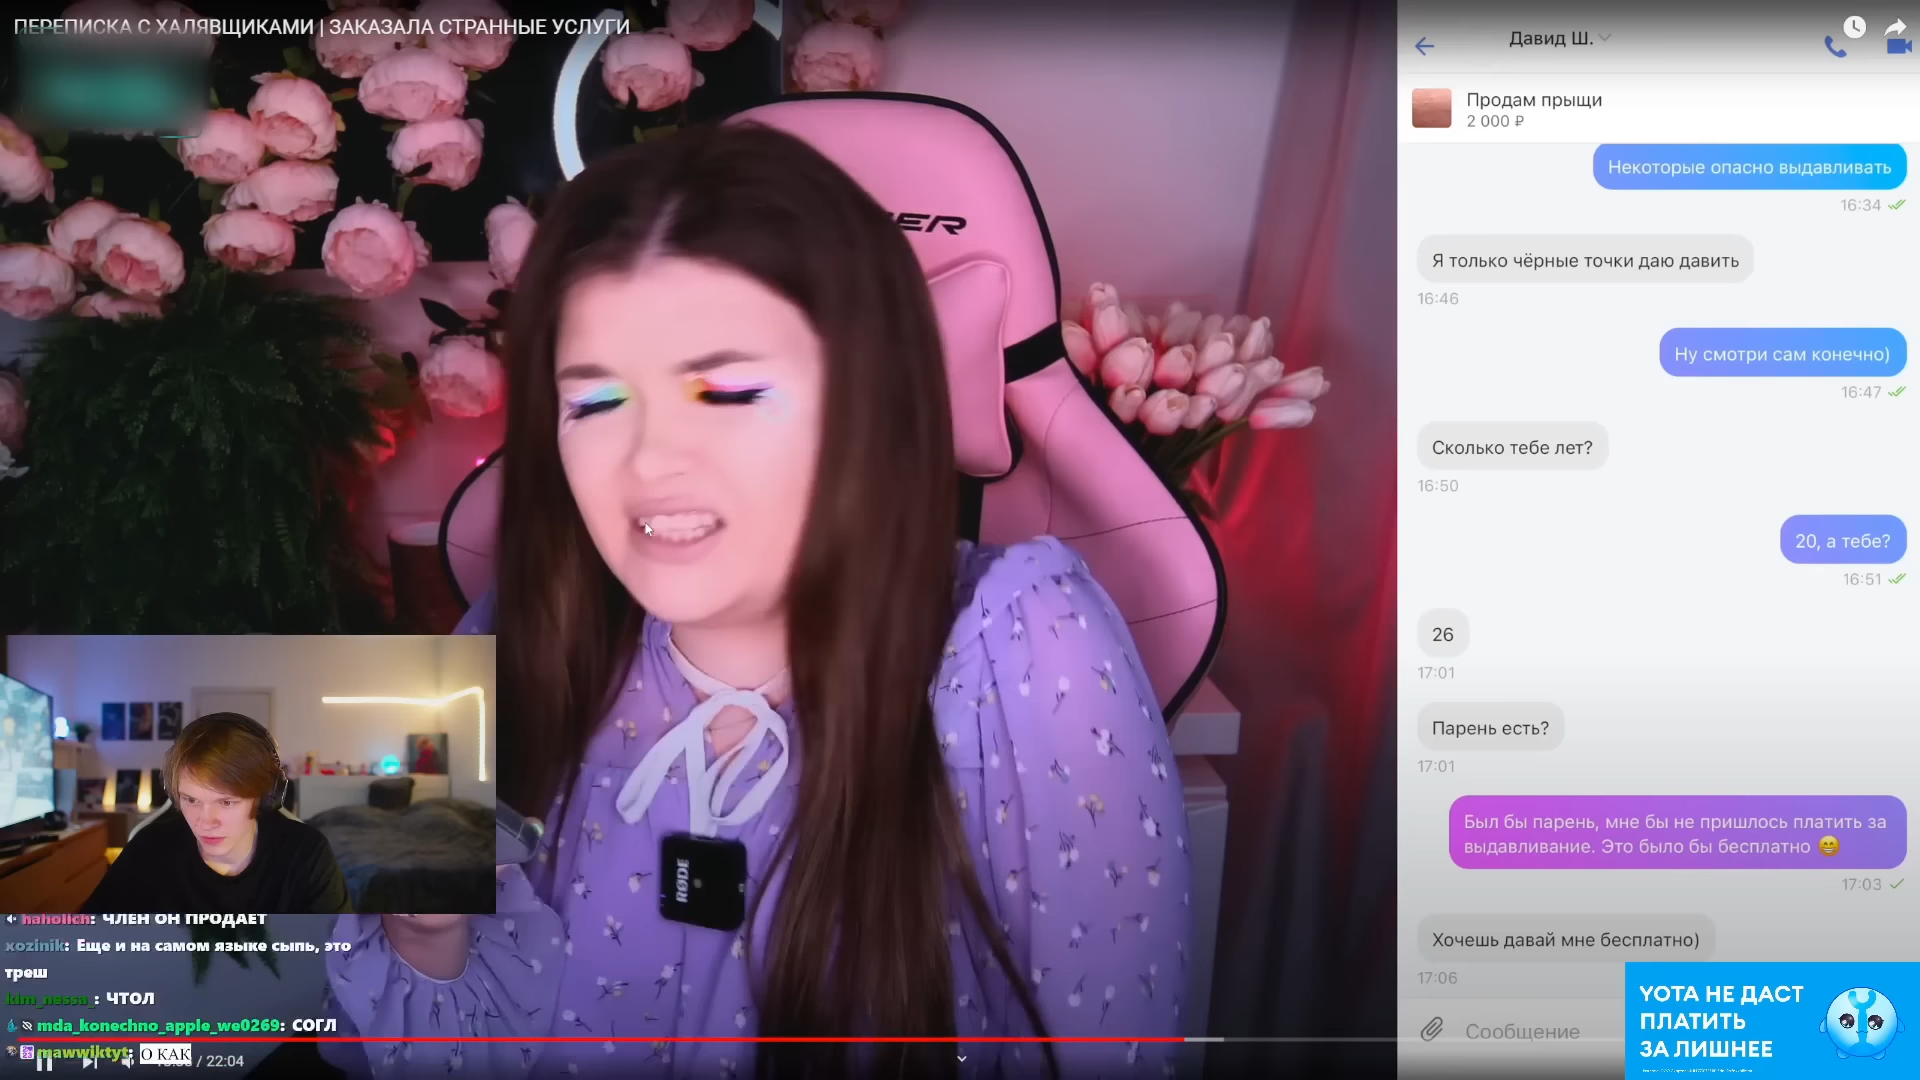 ПЕРЕПИСКА С ХАЛЯВЩИКАМИ | ЗАКАЗАЛА СТРАННЫЕ УСЛУГИ
Давид Ш.
Продам прыщи
2 000 ₽
Некоторые опасно выдавливать
16:34
Я только чёрные точки даю давить
16:46
Ну смотри сам конечно)
16:47
Сколько тебе лет?
16:50
20, а тебе?
16:51
26
17:01
Парень есть?
17:01
Был бы парень, мне бы не пришлось платить за
выдавливание. Это было бы бесплатно 😁
17:03
Хочешь давай мне бесплатно)
17:06
Сообщение
YOTA НЕ ДАСТ
ПЛАТИТЬ
ЗА ЛИШНЕЕ
RØDE
haholich: ЧЛЕН ОН ПРОДАЕТ
xozinik: Еще и на самом языке сыпь, это
треш
kim_nessa_: ЧТОЛ
mda_konechno_apple_we0269: СОГЛ
mawwiktyt: О КАК
/ 22:04